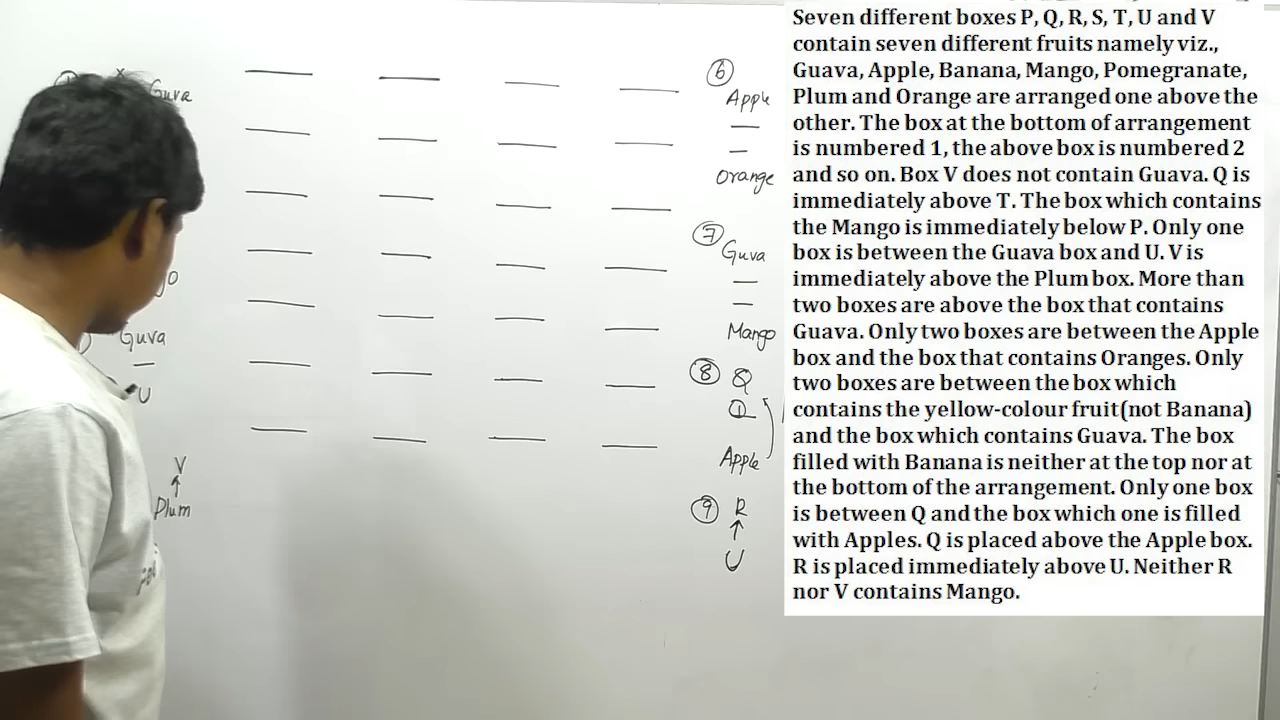 Guva
Guva
U
V
Plum
6
Apple
Orange
7
Guva
Mango
8 Q
Apple
9 R
U
Seven different boxes P, Q, R, S, T, U and V
contain seven different fruits namely viz.,
Guava, Apple, Banana, Mango, Pomegranate,
Plum and Orange are arranged one above the
other. The box at the bottom of arrangement
is numbered 1, the above box is numbered 2
and so on. Box V does not contain Guava. Q is
immediately above T. The box which contains
the Mango is immediately below P. Only one
box is between the Guava box and U. V is
immediately above the Plum box. More than
two boxes are above the box that contains
Guava. Only two boxes are between the Apple
box and the box that contains Oranges. Only
two boxes are between the box which
contains the yellow-colour fruit(not Banana)
and the box which contains Guava. The box
filled with Banana is neither at the top nor at
the bottom of the arrangement. Only one box
is between Q and the box which one is filled
with Apples. Q is placed above the Apple box.
R is placed immediately above U. Neither R
nor V contains Mango.